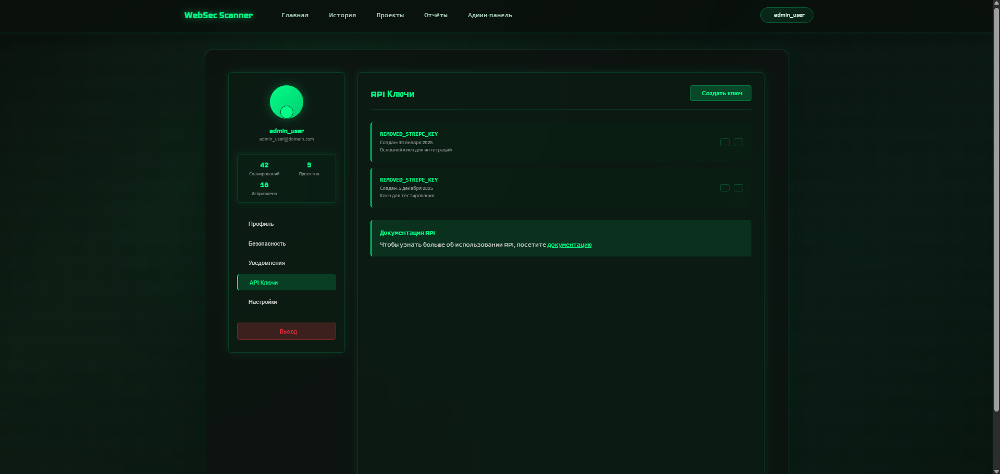 WebSec Scanner
Главная
История
Проекты
Отчёты
Админ-панель
admin_user
admin_user
admin_user@domain.com
42
Сканирований
5
Проектов
18
Исправлено
Профиль
Безопасность
Уведомления
API Ключи
Настройки
Выход
API Ключи
Создать ключ
REMOVED_STRIPE_KEY
Создан: 10 января 2026
Основной ключ для интеграций
REMOVED_STRIPE_KEY
Создан: 5 декабря 2025
Ключ для тестирования
Документация API
Чтобы узнать больше об использовании API, посетите документацию